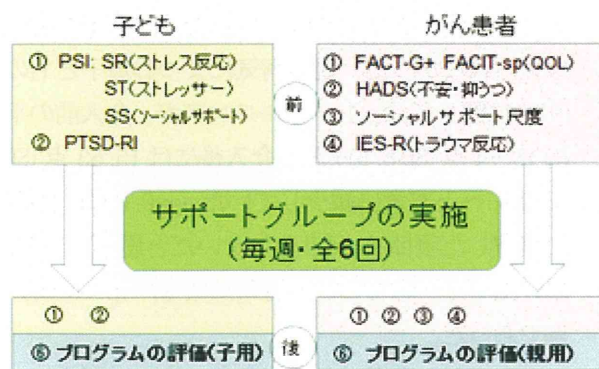 子ども
① PSI: SR(ストレス反応)
ST(ストレッサー)
SS(ソーシャルサポート)
② PTSD-RI
前
がん患者
① FACT-G+ FACIT-sp(QOL)
② HADS(不安・抑うつ)
③ ソーシャルサポート尺度
④ IES-R(トラウマ反応)
サポートグループの実施
(毎週・全6回)
① ②
⑤ プログラムの評価(子用)
後
① ② ③ ④
⑥ プログラムの評価(親用)